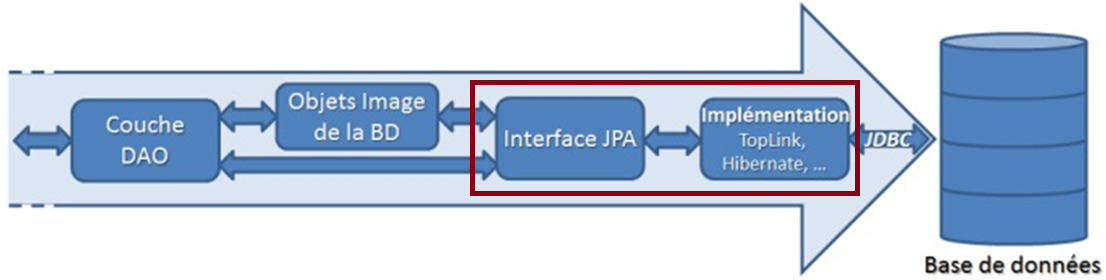 Couche
DAO
Objets Image
de la BD
Interface JPA
Implémentation
TopLink,
Hibernate, ...
JDBC
Base de données